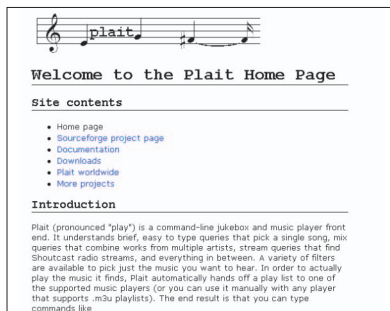 plait
Welcome to the Plait Home Page
Site contents
Home page
Sourceforge project page
Documentation
Downloads
Plait worldwide
More projects
Introduction
Plait (pronounced "play") is a command-line jukebox and music player front
end. It understands brief, easy to type queries that pick a single song, mix
queries that combine works from multiple artists, stream queries that find
Shoutcast radio streams, and everything in between. A variety of filters
are available to pick just the music you want to hear. In order to actually
play the music it finds, Plait automatically hands off a play list to one of
the supported music players (or you can use it manually with any player
that supports .m3u playlists). The end result is that you can type
commands like